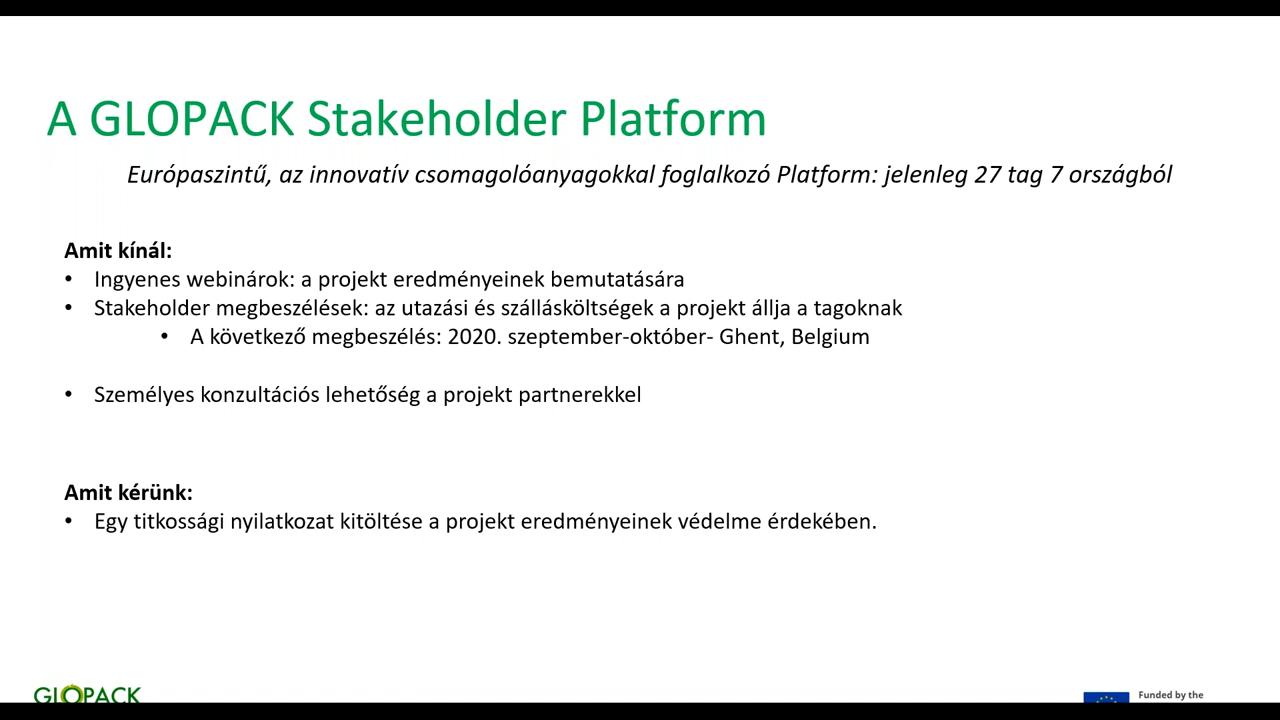 A GLOPACK Stakeholder Platform
Európaszintű, az innovatív csomagolóanyagokkal foglalkozó Platform: jelenleg 27 tag 7 országból
Amit kínál:
• Ingyenes webinárok: a projekt eredményeinek bemutatására
• Stakeholder megbeszélések: az utazási és szállásköltségek a projekt állja a tagoknak
• A következő megbeszélés: 2020. szeptember-október- Ghent, Belgium
• Személyes konzultációs lehetőség a projekt partnerekkel
Amit kérünk:
• Egy titkossági nyilatkozat kitöltése a projekt eredményeinek védelme érdekében.
GLOPACK
Funded by the